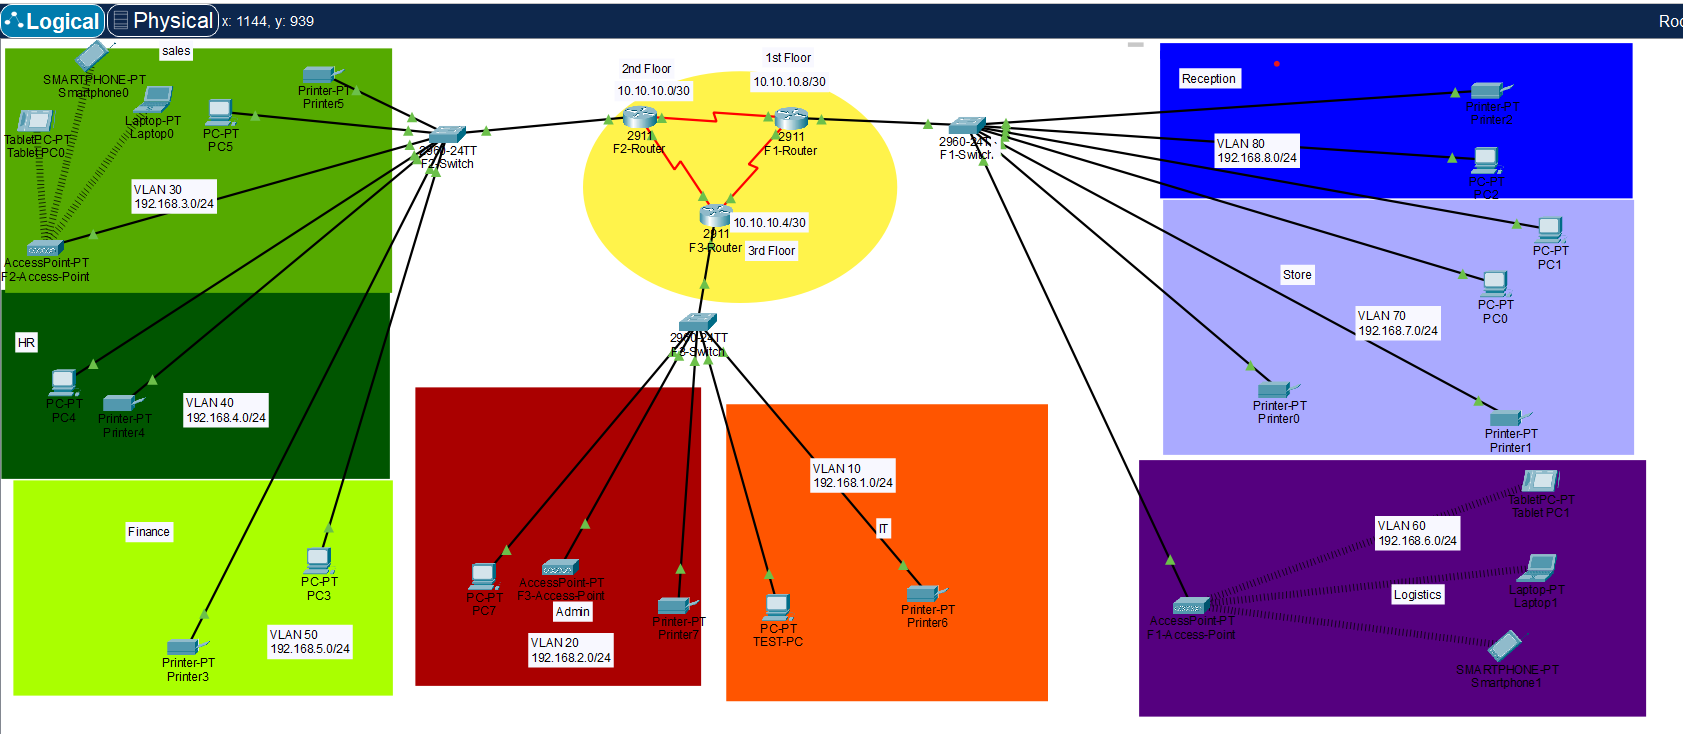 Logical
Physical
x: 1144, y: 939
sales
SMARTPHONE-PT
Smartphone0
Printer-PT
Printer5
TabletPC-PT
Tablet PC0
Laptop-PT
Laptop0
PC-PT
PC5
VLAN 30
192.168.3.0/24
AccessPoint-PT
F2-Access-Point
2960-24TT
F2-Switch
2nd Floor
10.10.10.0/30
1st Floor
10.10.10.8/30
2911
F2-Router
2911
F1-Router
2911
F3-Router
10.10.10.4/30
3rd Floor
2960-24TT
F1-Switch
Reception
Printer-PT
Printer2
VLAN 80
192.168.8.0/24
PC-PT
PC2
PC-PT
PC1
Store
PC-PT
PC0
VLAN 70
192.168.7.0/24
Printer-PT
Printer0
Printer-PT
Printer1
HR
PC-PT
PC4
Printer-PT
Printer4
VLAN 40
192.168.4.0/24
2960-24TT
F3-Switch
Finance
PC-PT
PC3
VLAN 50
192.168.5.0/24
Printer-PT
Printer3
PC-PT
PC7
AccessPoint-PT
F3-Access-Point
Admin
VLAN 20
192.168.2.0/24
Printer-PT
Printer7
VLAN 10
192.168.1.0/24
IT
PC-PT
TEST-PC
Printer-PT
Printer6
TabletPC-PT
Tablet PC1
VLAN 60
192.168.6.0/24
Laptop-PT
Laptop1
Logistics
AccessPoint-PT
F1-Access-Point
SMARTPHONE-PT
Smartphone1